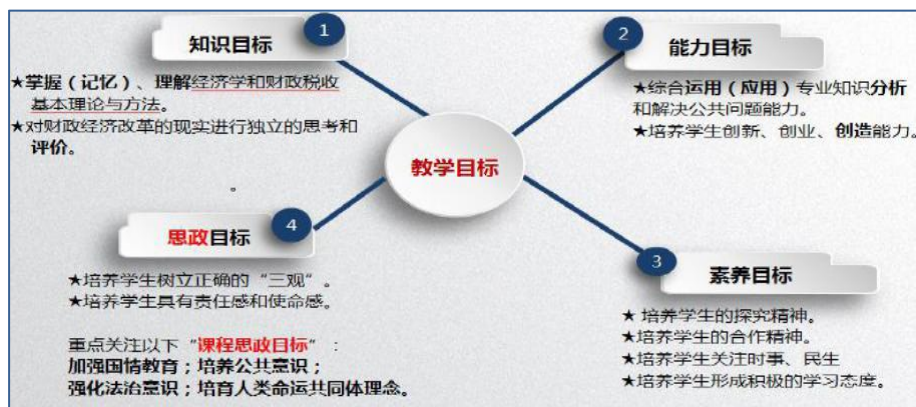 1
知识目标
★掌握（记忆）、理解经济学和财政税收
基本理论与方法。
★对财政经济改革的现实进行独立的思考和
评价。
。
2
能力目标
★综合运用（应用）专业知识分析
和解决公共问题能力。
★培养学生创新、创业、创造能力。
教学目标
3
素养目标
★ 培养学生的探究精神。
★培养学生的合作精神。
★培养学生关注时事、民生
★培养学生形成积极的学习态度。
4
思政目标
★培养学生树立正确的“三观”。
★培养学生具有责任感和使命感。
重点关注以下“课程思政目标”：
加强国情教育；培养公共意识；
强化法治意识；培育人类命运共同体理念。